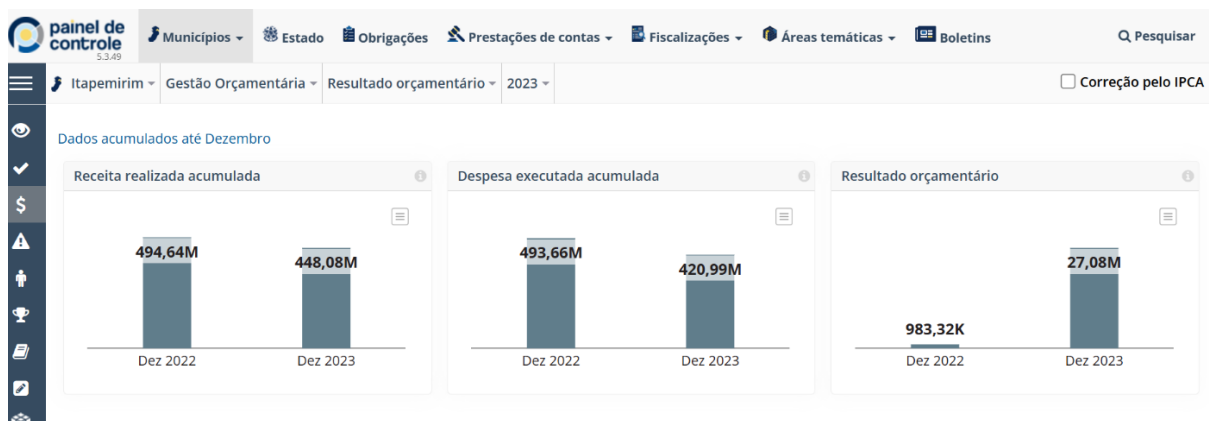 painel de controle
5.3.49
Municípios
Estado
Obrigações
Prestações de contas
Fiscalizações
Áreas temáticas
Boletins
Pesquisar
Itapemirim
Gestão Orçamentária
Resultado orçamentário
2023
Correção pelo IPCA
Dados acumulados até Dezembro
Receita realizada acumulada
494,64M
448,08M
Dez 2022
Dez 2023
Despesa executada acumulada
493,66M
420,99M
Dez 2022
Dez 2023
Resultado orçamentário
983,32K
27,08M
Dez 2022
Dez 2023